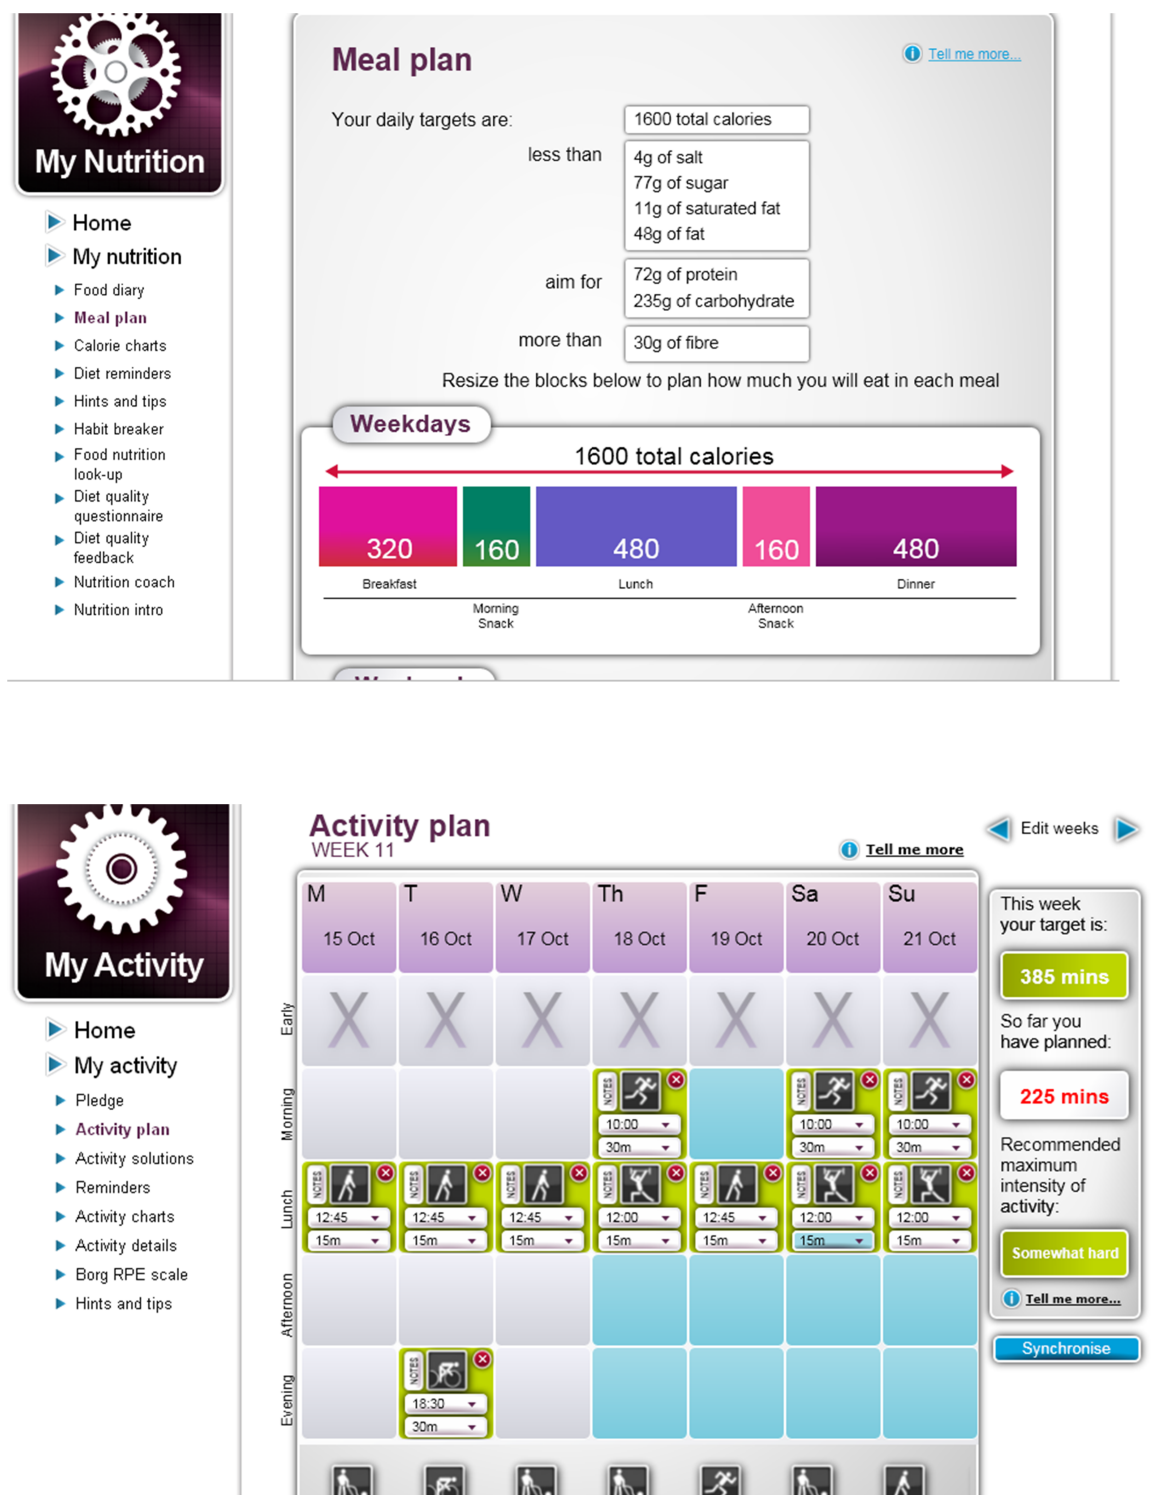 My Nutrition
Home
My nutrition
Food diary
Meal plan
Calorie charts
Diet reminders
Hints and tips
Habit breaker
Food nutrition
look-up
Diet quality
questionnaire
Diet quality
feedback
Nutrition coach
Nutrition intro
Meal plan
i Tell me more...
Your daily targets are: 1600 total calories
less than 4g of salt
77g of sugar
11g of saturated fat
48g of fat
aim for 72g of protein
235g of carbohydrate
more than 30g of fibre
Resize the blocks below to plan how much you will eat in each meal
Weekdays
1600 total calories
320 160 480 160 480
Breakfast Lunch Dinner
Morning Afternoon
Snack Snack
My Activity
Home
My activity
Pledge
Activity plan
Activity solutions
Reminders
Activity charts
Activity details
Borg RPE scale
Hints and tips
Activity plan
WEEK 11
i Tell me more
Edit weeks
M T W Th F Sa Su
15 Oct 16 Oct 17 Oct 18 Oct 19 Oct 20 Oct 21 Oct
Early X X X X X X X
Morning
NOTES NOTES NOTES
10:00 10:00 10:00
30m 30m 30m
Lunch
NOTES NOTES NOTES NOTES NOTES NOTES NOTES
12:45 12:45 12:45 12:00 12:45 12:00 12:00
15m 15m 15m 15m 15m 15m 15m
Afternoon
Evening
NOTES
18:30
30m
This week
your target is:
385 mins
So far you
have planned:
225 mins
Recommended
maximum
intensity of
activity:
Somewhat hard
i Tell me more...
Synchronise